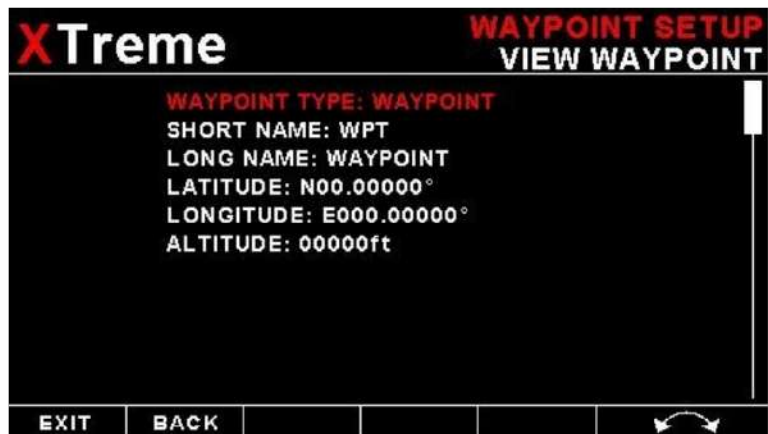 XTreme
WAYPOINT SETUP
VIEW WAYPOINT
WAYPOINT TYPE: WAYPOINT
SHORT NAME: WPT
LONG NAME: WAYPOINT
LATITUDE: N00.00000°
LONGITUDE: E000.00000°
ALTITUDE: 00000ft
EXIT BACK